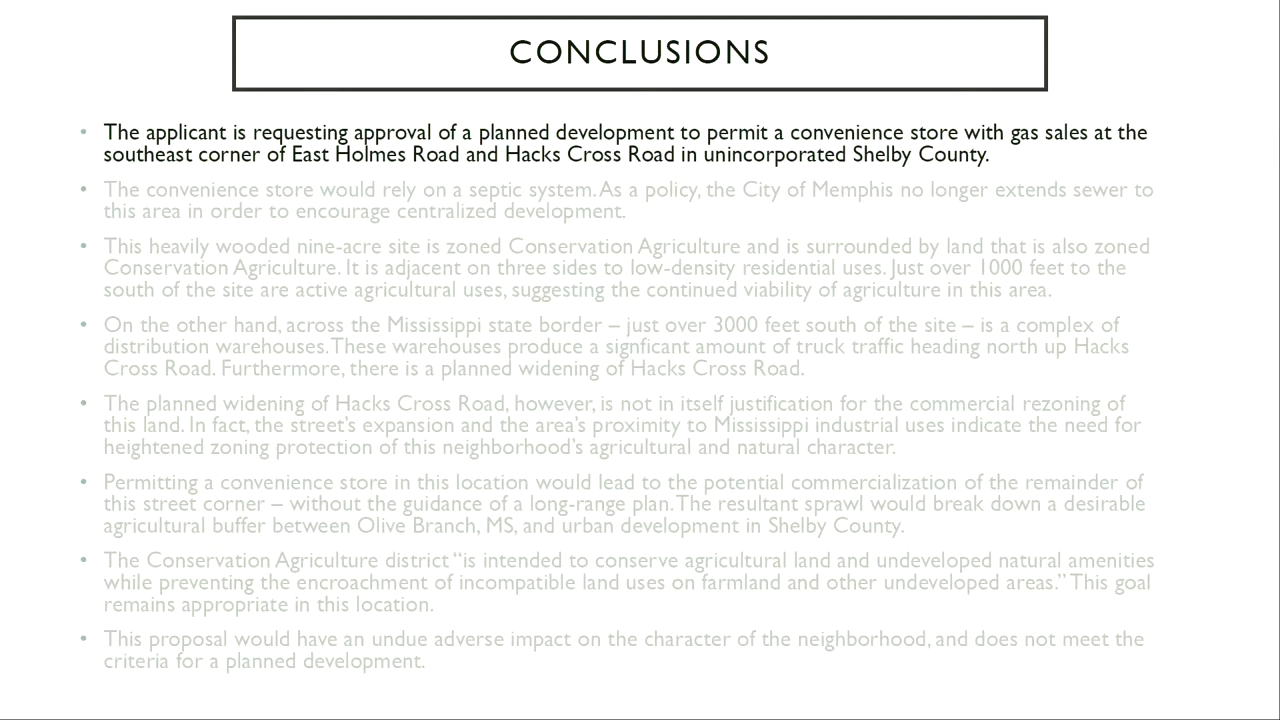 CONCLUSIONS
• The applicant is requesting approval of a planned development to permit a convenience store with gas sales at the
southeast corner of East Holmes Road and Hacks Cross Road in unincorporated Shelby County.
• The convenience store would rely on a septic system. As a policy, the City of Memphis no longer extends sewer to
this area in order to encourage centralized development.
• This heavily wooded nine-acre site is zoned Conservation Agriculture and is surrounded by land that is also zoned
Conservation Agriculture. It is adjacent on three sides to low-density residential uses. Just over 1000 feet to the
south of the site are active agricultural uses, suggesting the continued viability of agriculture in this area.
• On the other hand, across the Mississippi state border – just over 3000 feet south of the site – is a complex of
distribution warehouses. These warehouses produce a signficant amount of truck traffic heading north up Hacks
Cross Road. Furthermore, there is a planned widening of Hacks Cross Road.
• The planned widening of Hacks Cross Road, however, is not in itself justification for the commercial rezoning of
this land. In fact, the street’s expansion and the area’s proximity to Mississippi industrial uses indicate the need for
heightened zoning protection of this neighborhood’s agricultural and natural character.
• Permitting a convenience store in this location would lead to the potential commercialization of the remainder of
this street corner – without the guidance of a long-range plan. The resultant sprawl would break down a desirable
agricultural buffer between Olive Branch, MS, and urban development in Shelby County.
• The Conservation Agriculture district “is intended to conserve agricultural land and undeveloped natural amenities
while preventing the encroachment of incompatible land uses on farmland and other undeveloped areas.” This goal
remains appropriate in this location.
• This proposal would have an undue adverse impact on the character of the neighborhood, and does not meet the
criteria for a planned development.